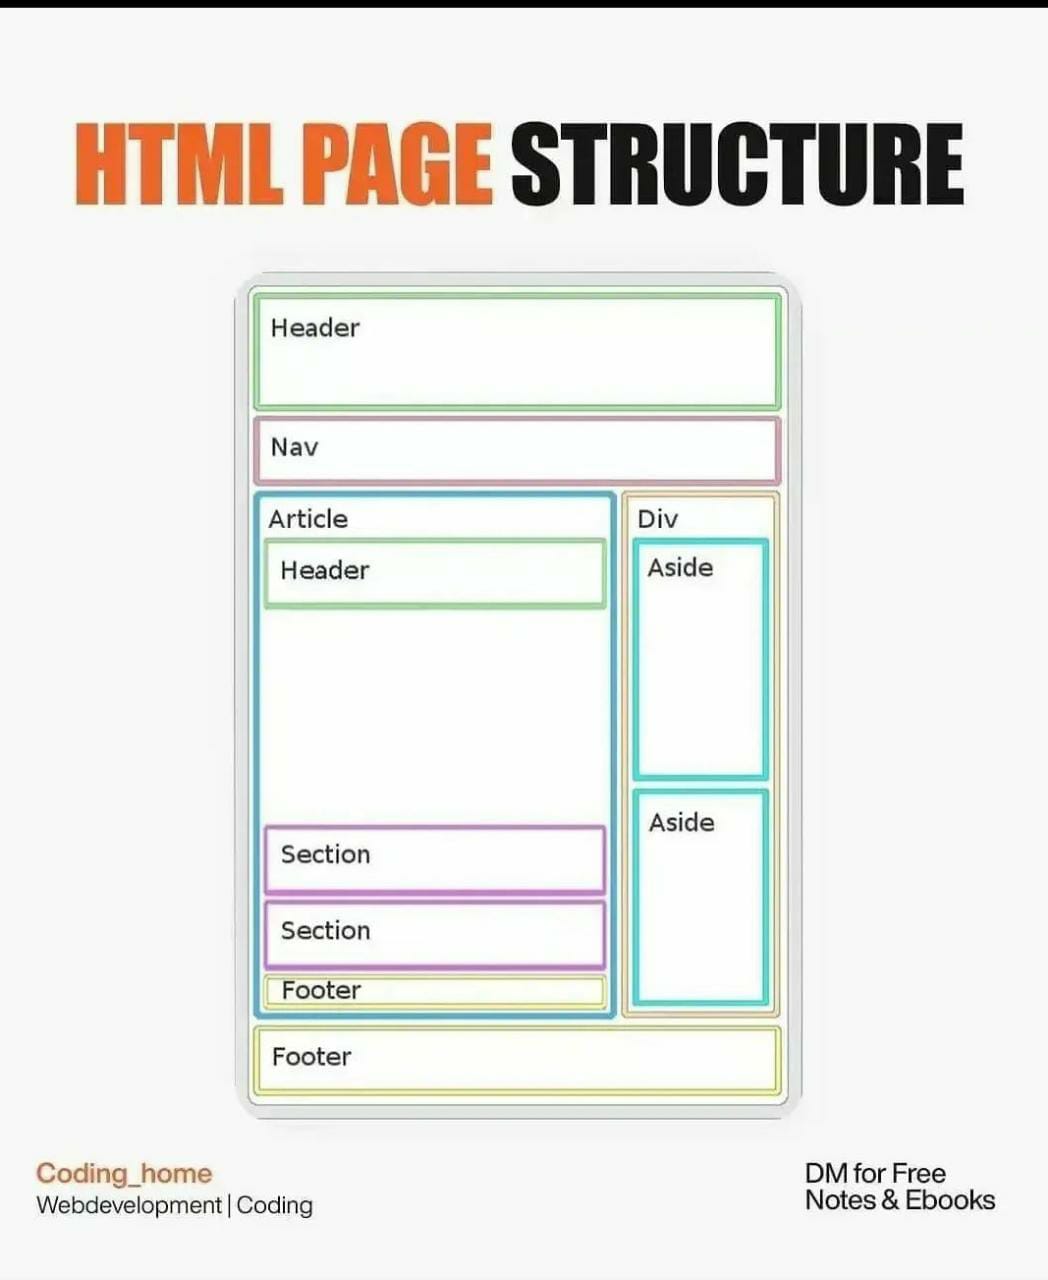 HTML PAGE STRUCTURE
Header
Nav
Article
Header
Section
Section
Footer
Div
Aside
Aside
Footer
Coding_home
Webdevelopment | Coding
DM for Free
Notes & Ebooks